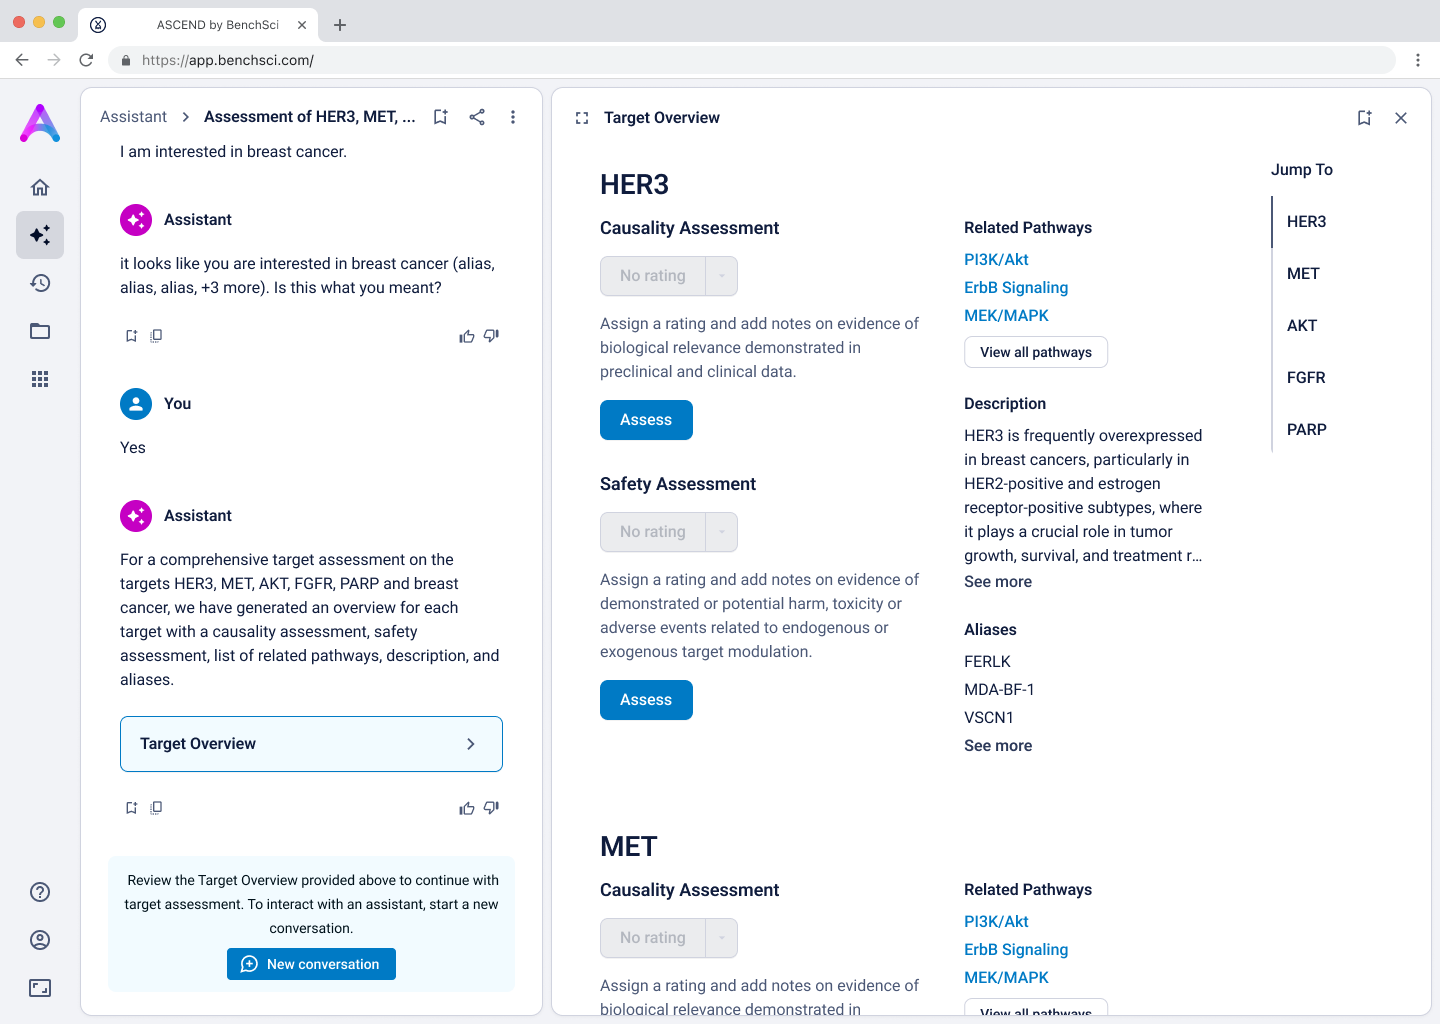 ASCEND by BenchSci
https://app.benchsci.com/
Assistant
Assessment of HER3, MET, ...
I am interested in breast cancer.
Assistant
it looks like you are interested in breast cancer (alias,
alias, alias, +3 more). Is this what you meant?
You
Yes
Assistant
For a comprehensive target assessment on the
targets HER3, MET, AKT, FGFR, PARP and breast
cancer, we have generated an overview for each
target with a causality assessment, safety
assessment, list of related pathways, description, and
aliases.
Target Overview
Review the Target Overview provided above to continue with
target assessment. To interact with an assistant, start a new
conversation.
New conversation
Target Overview
HER3
Causality Assessment
No rating
Assign a rating and add notes on evidence of
biological relevance demonstrated in
preclinical and clinical data.
Assess
Safety Assessment
No rating
Assign a rating and add notes on evidence of
demonstrated or potential harm, toxicity or
adverse events related to endogenous or
exogenous target modulation.
Assess
Related Pathways
PI3K/Akt
ErbB Signaling
MEK/MAPK
View all pathways
Description
HER3 is frequently overexpressed
in breast cancers, particularly in
HER2-positive and estrogen
receptor-positive subtypes, where
it plays a crucial role in tumor
growth, survival, and treatment r...
See more
Aliases
FERLK
MDA-BF-1
VSCN1
See more
MET
Causality Assessment
No rating
Assign a rating and add notes on evidence of
biological relevance demonstrated in
Related Pathways
PI3K/Akt
ErbB Signaling
MEK/MAPK
View all pathways
Jump To
HER3
MET
AKT
FGFR
PARP